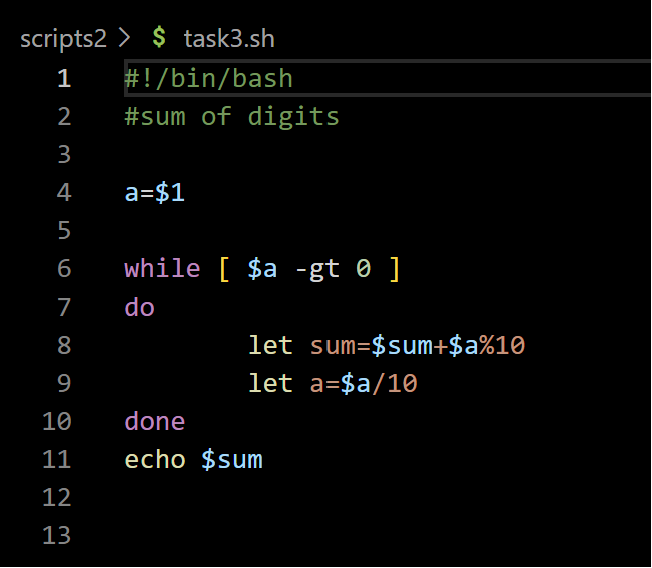 scripts2 > $ task3.sh
1 #!/bin/bash
2 #sum of digits
3
4 a=$1
5
6 while [ $a -gt 0 ]
7 do
8 let sum=$sum+$a%10
9 let a=$a/10
10 done
11 echo $sum
12
13